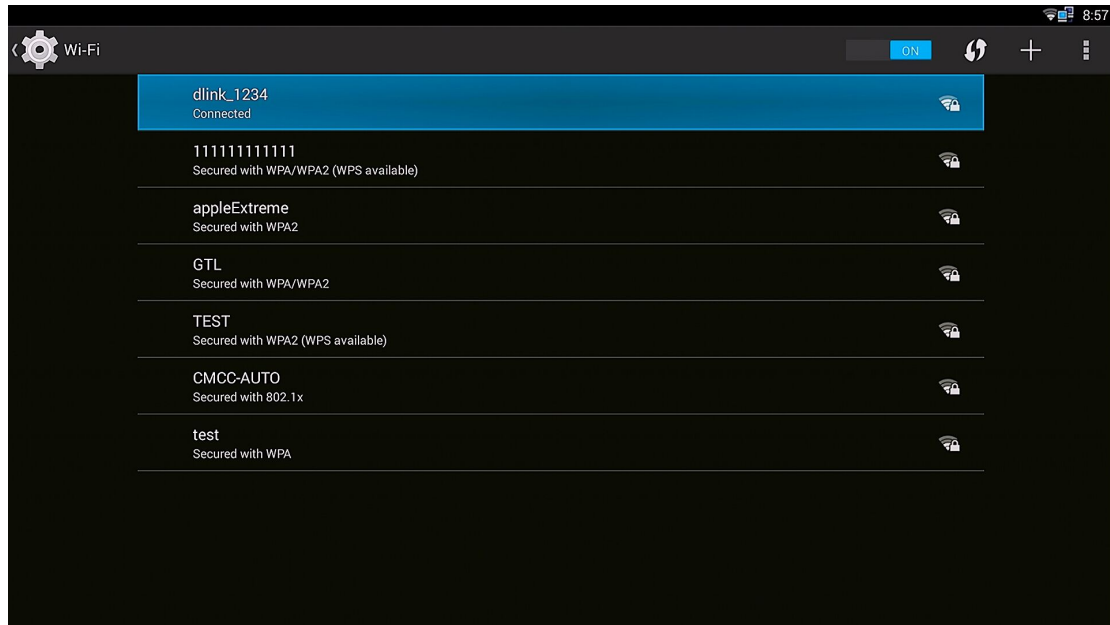 8:57
Wi-Fi
ON
dlink_1234
Connected
111111111111
Secured with WPA/WPA2 (WPS available)
appleExtreme
Secured with WPA2
GTL
Secured with WPA/WPA2
TEST
Secured with WPA2 (WPS available)
CMCC-AUTO
Secured with 802.1x
test
Secured with WPA